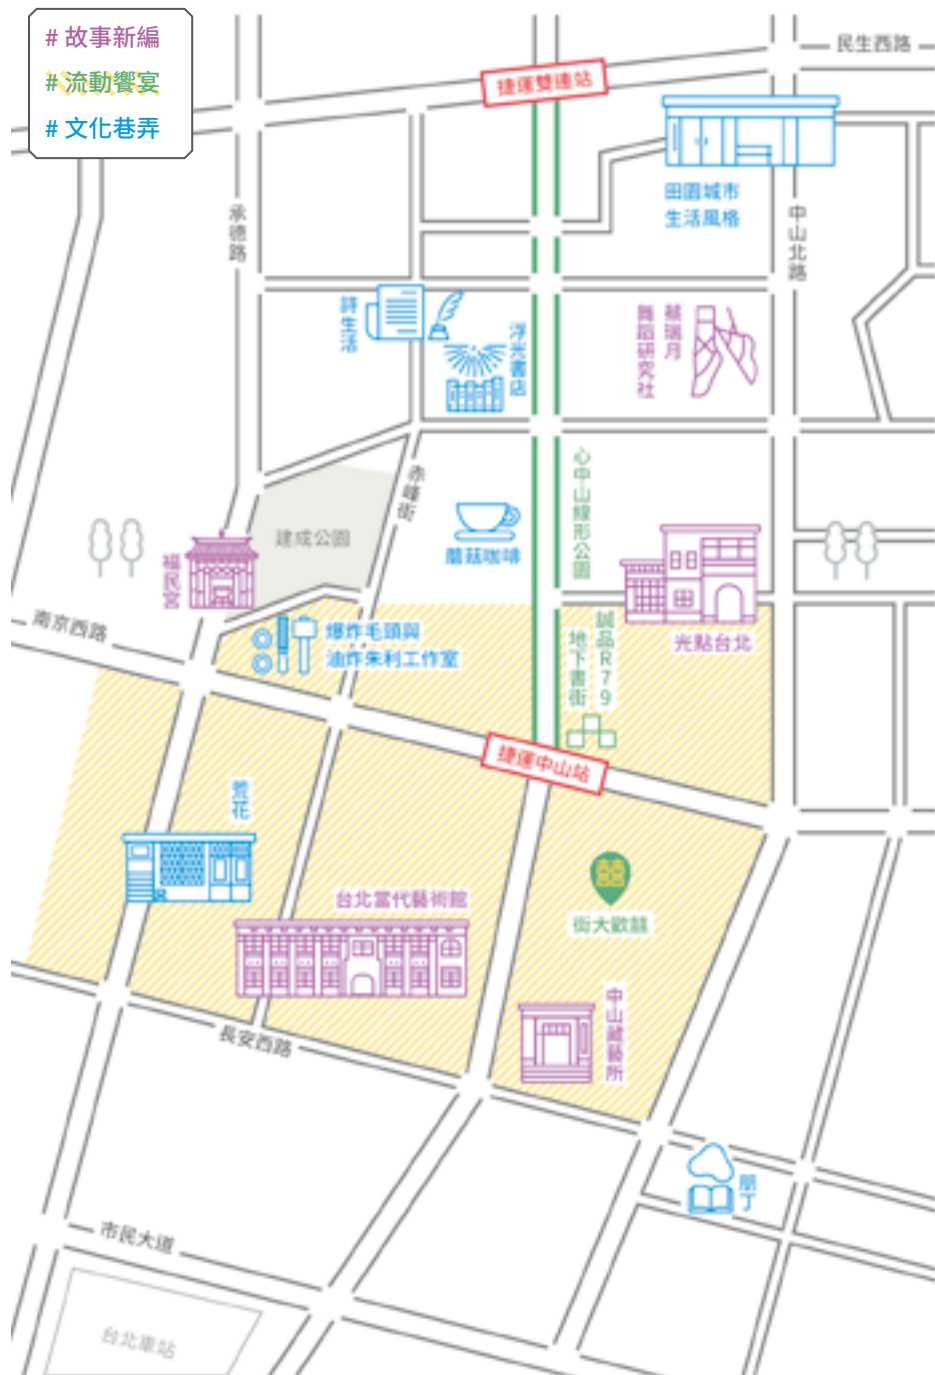 # 故事新編
# 流動饗宴
# 文化巷弄
民生西路
捷運雙連站
田園城市
生活風格
承德路
中山北路
詩生活
浮光書店
蔡瑞月
舞蹈研究社
赤峰街
心中山線形公園
建成公園
蘑菇咖啡
福民宮
南京西路
爆炸毛頭與
油炸朱利工作室
誠品R79
地下書街
光點台北
捷運中山站
荒花
台北當代藝術館
街大歡囍
中山藏藝所
長安西路
朋丁
市民大道
台北車站